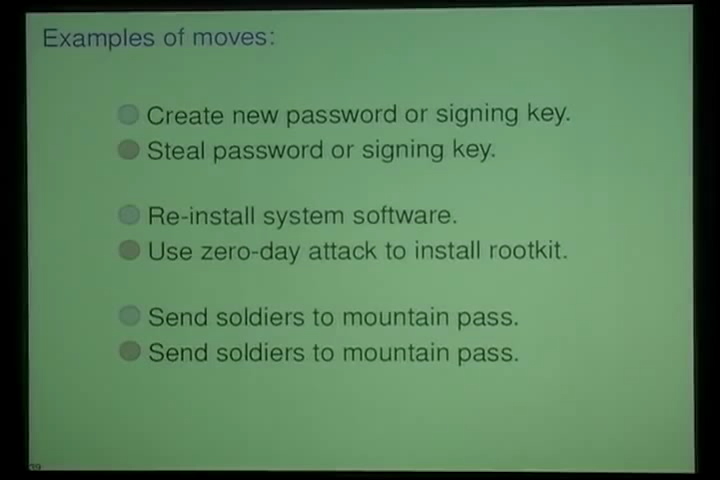 Examples of moves:
Create new password or signing key.
Steal password or signing key.
Re-install system software.
Use zero-day attack to install rootkit.
Send soldiers to mountain pass.
Send soldiers to mountain pass.
39